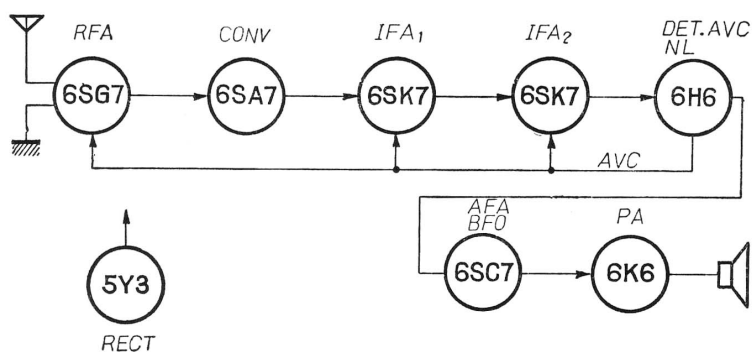 RFA
CONV
IFA₁
IFA₂
DET. AVC
NL
6SG7
6SA7
6SK7
6SK7
6H6
AVC
AFA
BFO
PA
6SC7
6K6
5Y3
RECT